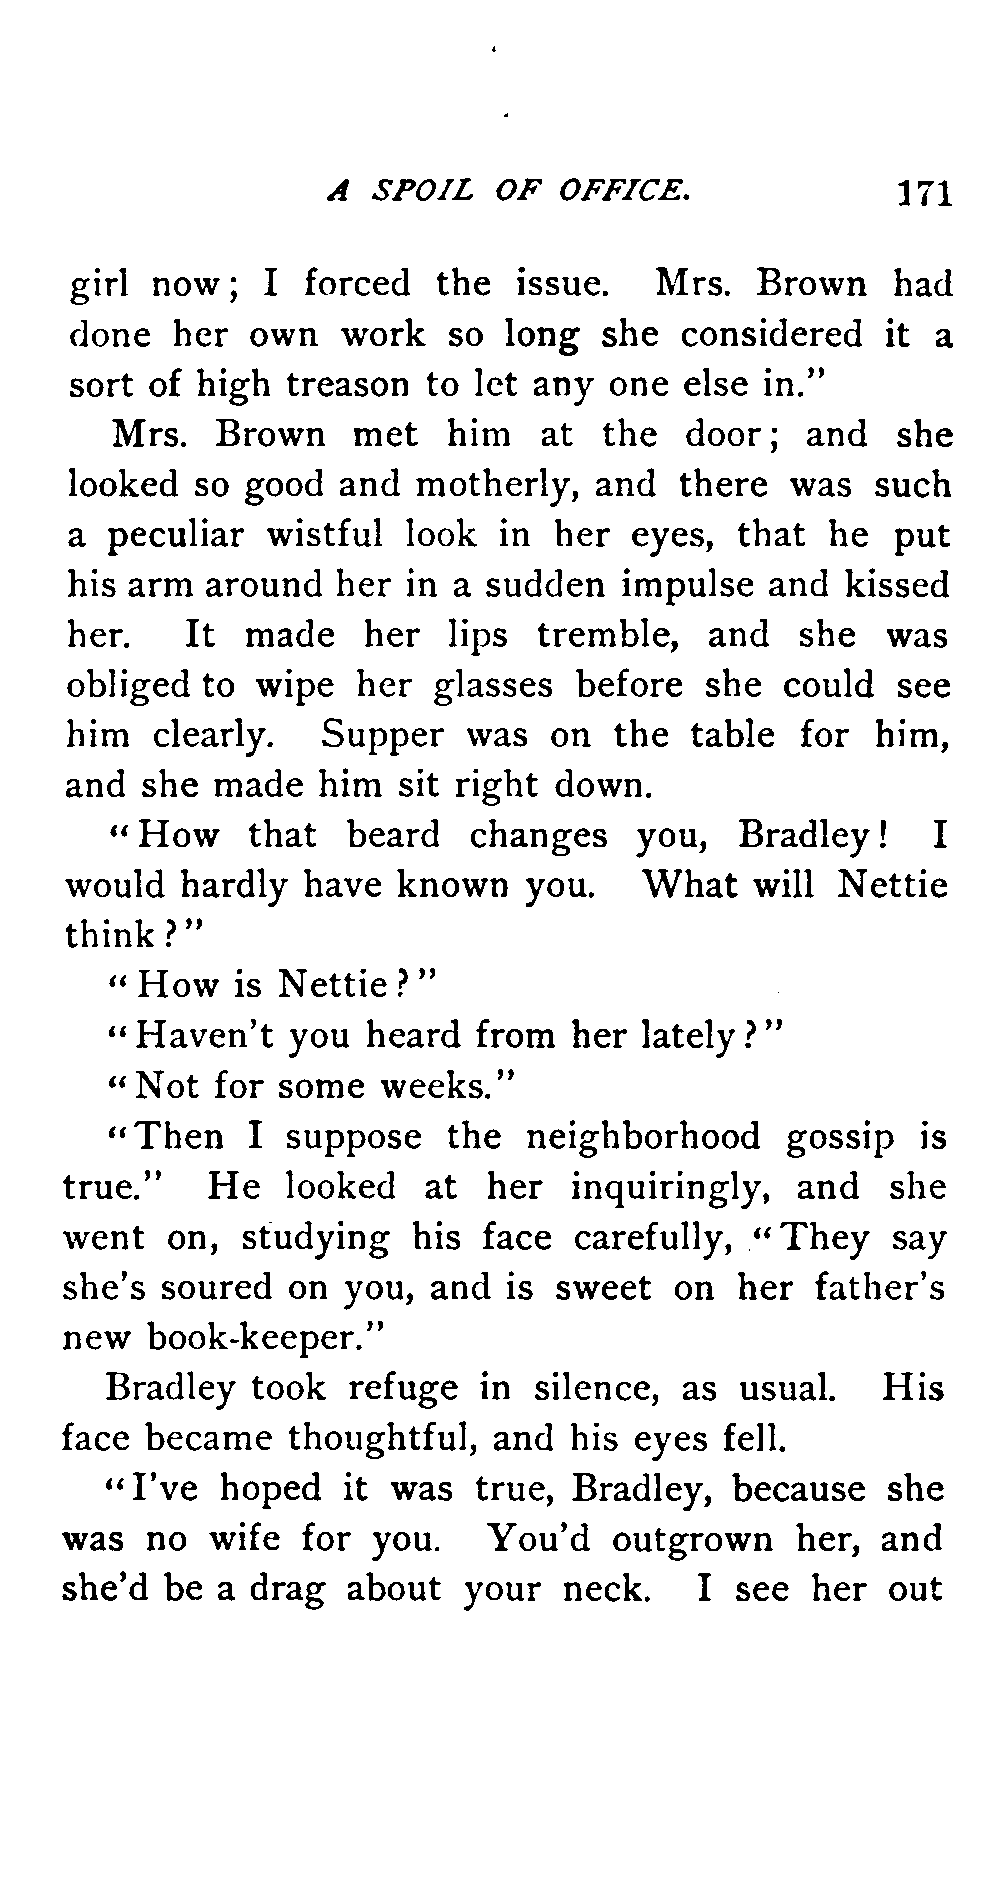 A SPOIL OF OFFICE. 171
girl now; I forced the issue. Mrs. Brown had
done her own work so long she considered it a
sort of high treason to let any one else in."
Mrs. Brown met him at the door; and she
looked so good and motherly, and there was such
a peculiar wistful look in her eyes, that he put
his arm around her in a sudden impulse and kissed
her. It made her lips tremble, and she was
obliged to wipe her glasses before she could see
him clearly. Supper was on the table for him,
and she made him sit right down.
"How that beard changes you, Bradley! I
would hardly have known you. What will Nettie
think?"
"How is Nettie?"
"Haven't you heard from her lately?"
"Not for some weeks."
"Then I suppose the neighborhood gossip is
true." He looked at her inquiringly, and she
went on, studying his face carefully, "They say
she's soured on you, and is sweet on her father's
new book-keeper."
Bradley took refuge in silence, as usual. His
face became thoughtful, and his eyes fell.
"I've hoped it was true, Bradley, because she
was no wife for you. You'd outgrown her, and
she'd be a drag about your neck. I see her out